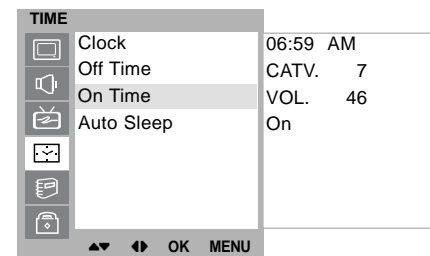 TIME
Clock
Off Time
On Time
Auto Sleep
06:59 AM
CATV. 7
VOL. 46
On
OK MENU